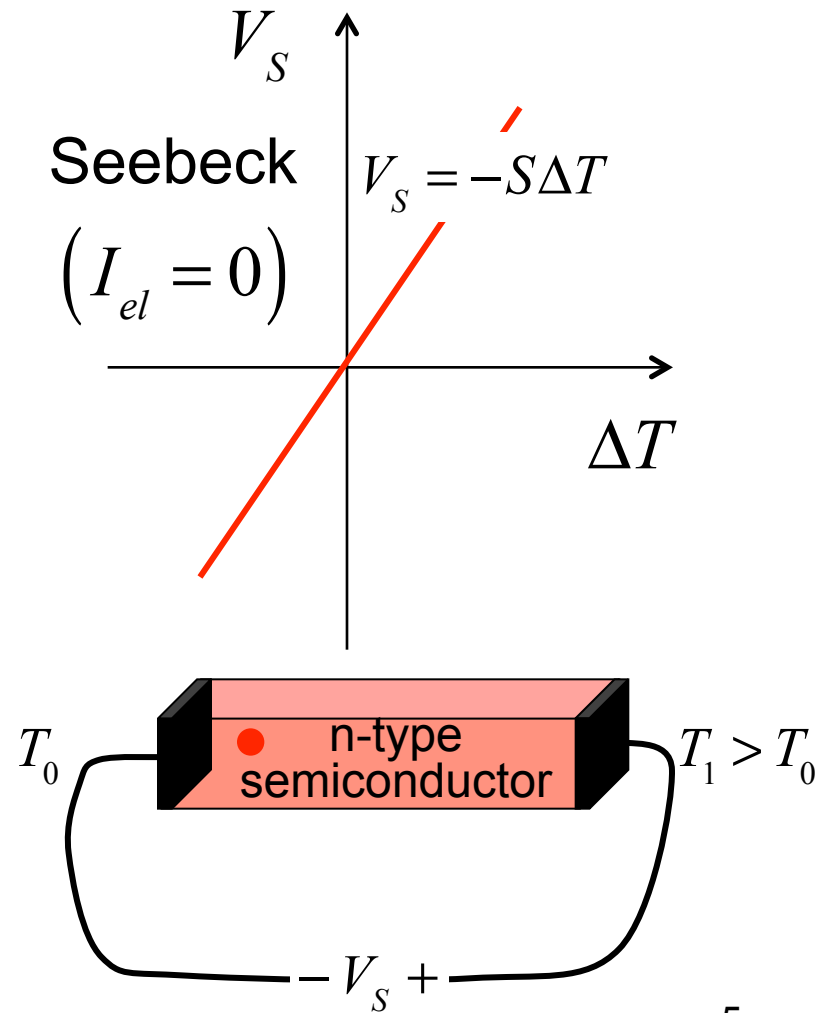 V_S
Seebeck
V_S = −SΔT
(I_el = 0)
ΔT
n-type
semiconductor
T_0
T_1 > T_0
− V_S +